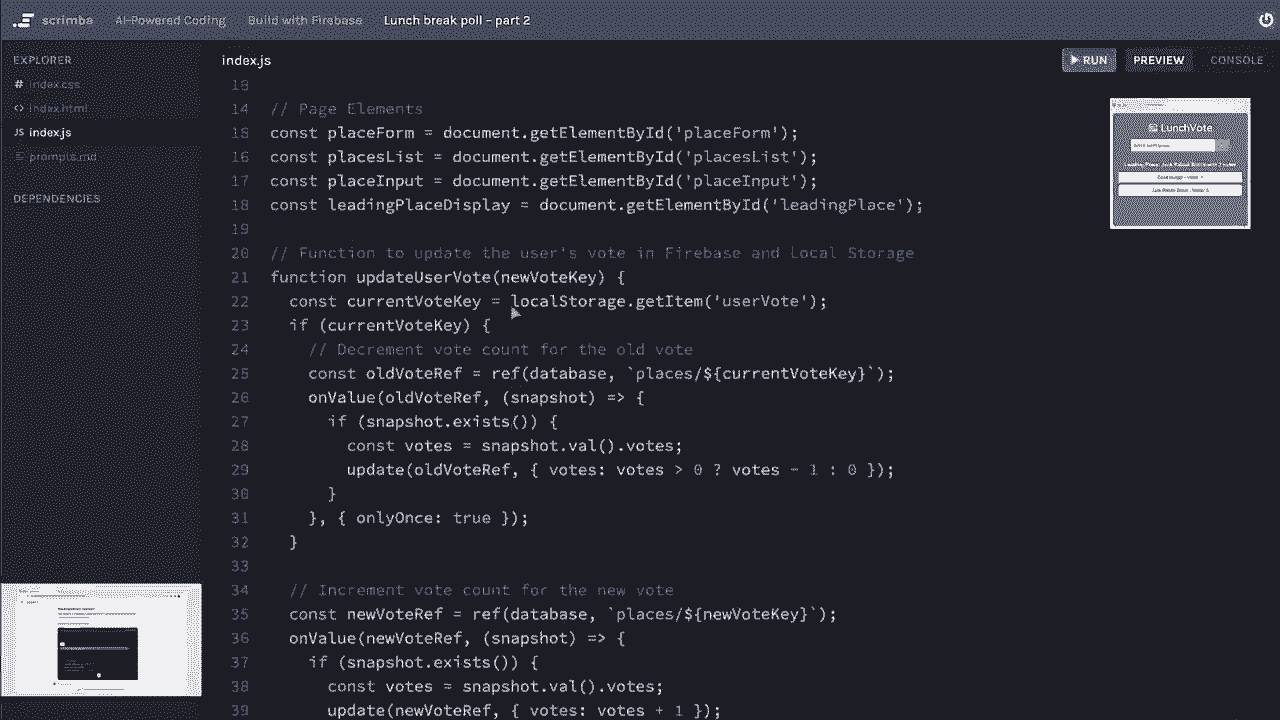 scrimba AI-Powered Coding Build with Firebase Lunch break poll – part 2
EXPLORER
# index.css
<> index.html
JS index.js
prompts.md
DEPENDENCIES
index.js
RUN PREVIEW CONSOLE
LunchVote
13
14 // Page Elements
15 const placeForm = document.getElementById('placeForm');
16 const placesList = document.getElementById('placesList');
17 const placeInput = document.getElementById('placeInput');
18 const leadingPlaceDisplay = document.getElementById('leadingPlace');
19
20 // Function to update the user's vote in Firebase and Local Storage
21 function updateUserVote(newVoteKey) {
22 const currentVoteKey = localStorage.getItem('userVote');
23 if (currentVoteKey) {
24 // Decrement vote count for the old vote
25 const oldVoteRef = ref(database, `places/${currentVoteKey}`);
26 onValue(oldVoteRef, (snapshot) => {
27 if (snapshot.exists()) {
28 const votes = snapshot.val().votes;
29 update(oldVoteRef, { votes: votes > 0 ? votes - 1 : 0 });
30 }
31 }, { onlyOnce: true });
32 }
33
34 // Increment vote count for the new vote
35 const newVoteRef = ref(database, `places/${newVoteKey}`);
36 onValue(newVoteRef, (snapshot) => {
37 if (snapshot.exists()) {
38 const votes = snapshot.val().votes;
39 update(newVoteRef, { votes: votes + 1 });